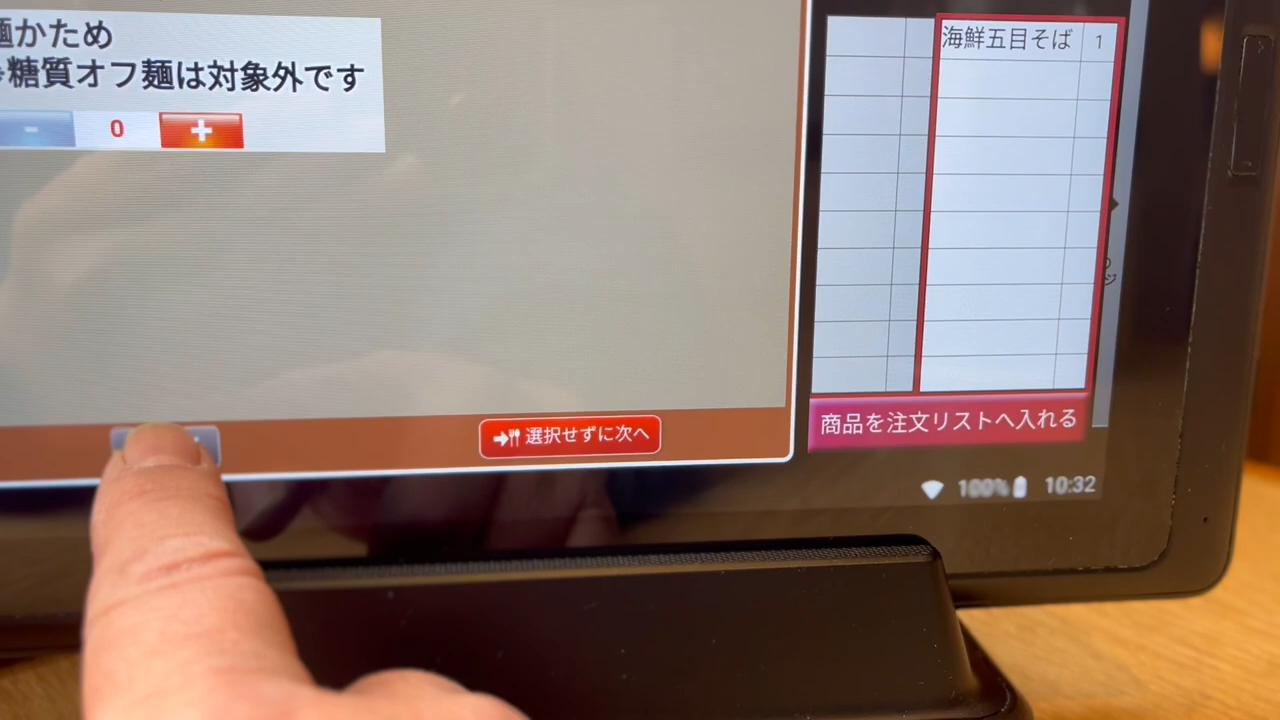 麺かため
糖質オフ麺は対象外です
-
0
+
海鮮五目そば 1
選択せずに次へ
商品を注文リストへ入れる
100%
10:32